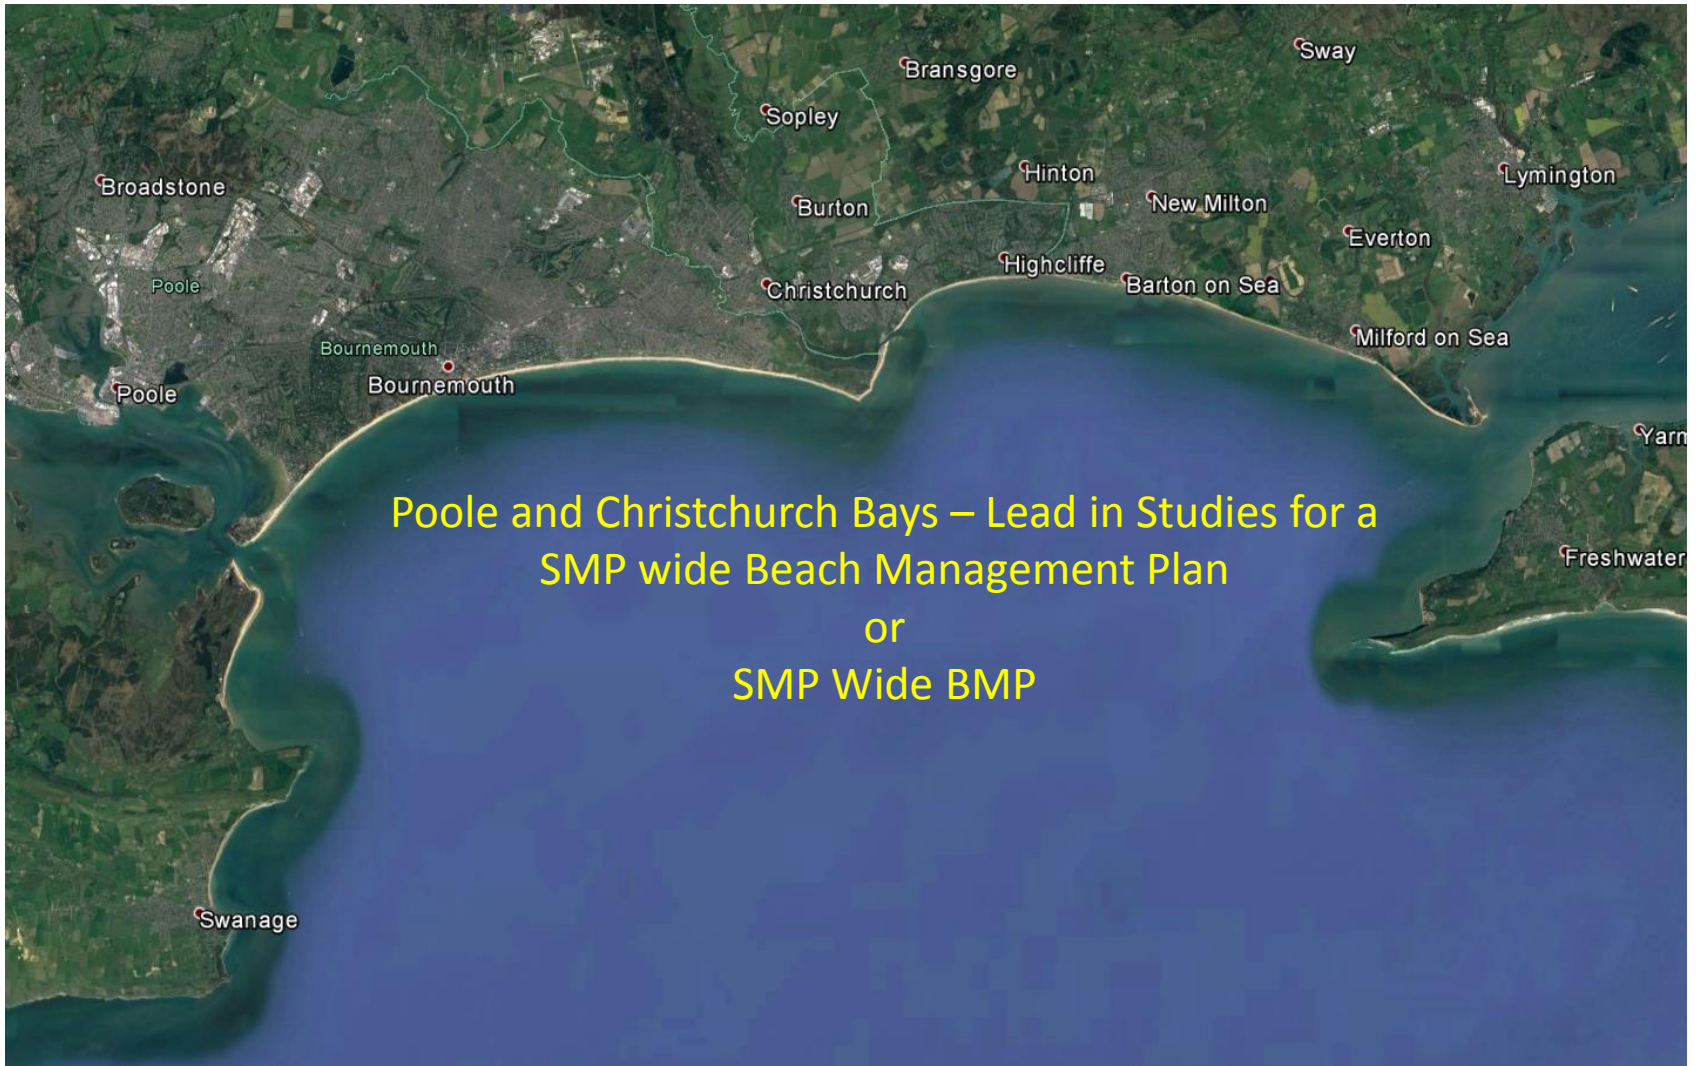 Sway
Bransgore
Sopley
Hinton
Lymington
Broadstone
New Milton
Burton
Everton
Highcliffe
Poole
Christchurch
Barton on Sea
Milford on Sea
Bournemouth
Bournemouth
Poole
Yarm
Poole and Christchurch Bays – Lead in Studies for a
SMP wide Beach Management Plan
or
SMP Wide BMP
Freshwater
Swanage